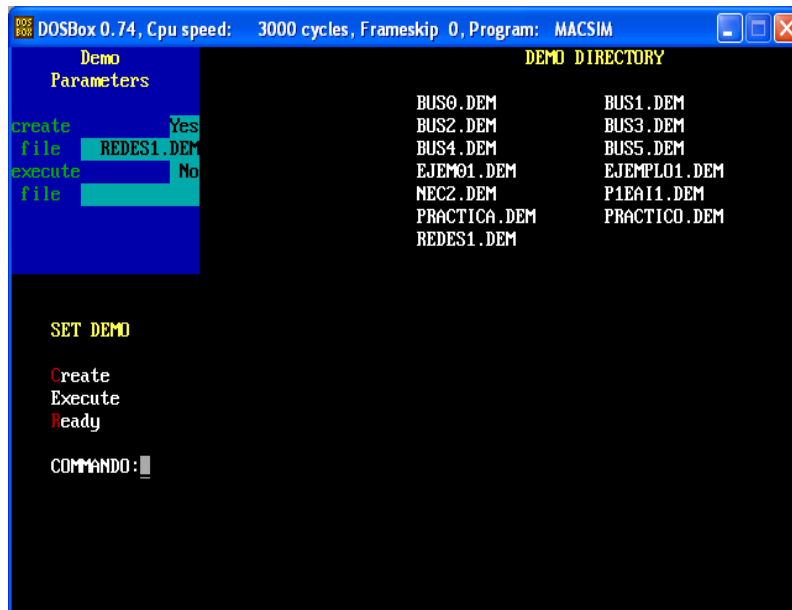 DOSBox 0.74, Cpu speed: 3000 cycles, Frameskip 0, Program: MACSIM
Demo
Parameters
create Yes
file REDES1.DEM
execute No
file
DEMO DIRECTORY
BUS0.DEM BUS1.DEM
BUS2.DEM BUS3.DEM
BUS4.DEM BUS5.DEM
EJEM01.DEM EJEMPLO1.DEM
NEC2.DEM P1EAI1.DEM
PRACTICA.DEM PRACTICO.DEM
REDES1.DEM
SET DEMO
Create
Execute
Ready
COMMANDO: